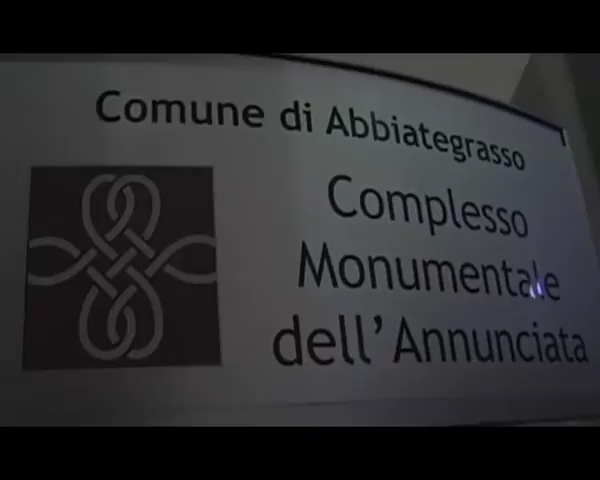 Comune di Abbiategrasso
Complesso
Monumentale
dell'Annunciata